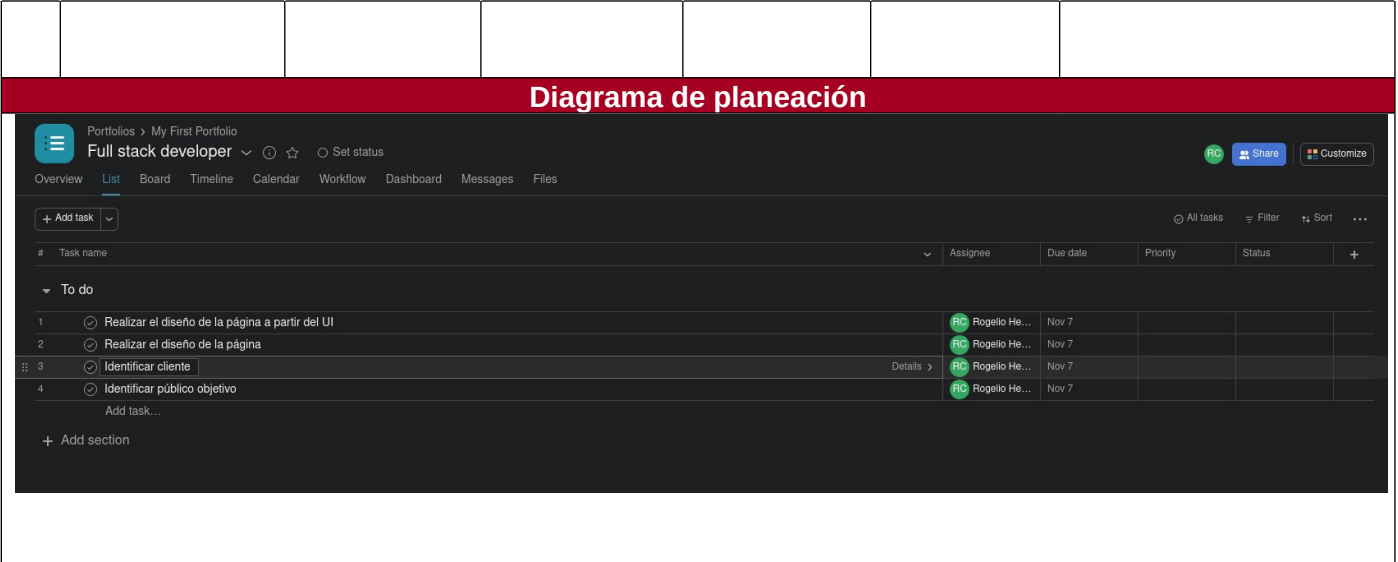 Diagrama de planeación
Portfolios > My First Portfolio
Full stack developer
Set status
RC
Share
Customize
Overview List Board Timeline Calendar Workflow Dashboard Messages Files
+ Add task
All tasks Filter Sort ...
# Task name Assignee Due date Priority Status +
To do
1 Realizar el diseño de la página a partir del UI RC Rogelio He... Nov 7
2 Realizar el diseño de la página RC Rogelio He... Nov 7
3 Identificar cliente Details > RC Rogelio He... Nov 7
4 Identificar público objetivo RC Rogelio He... Nov 7
Add task...
+ Add section